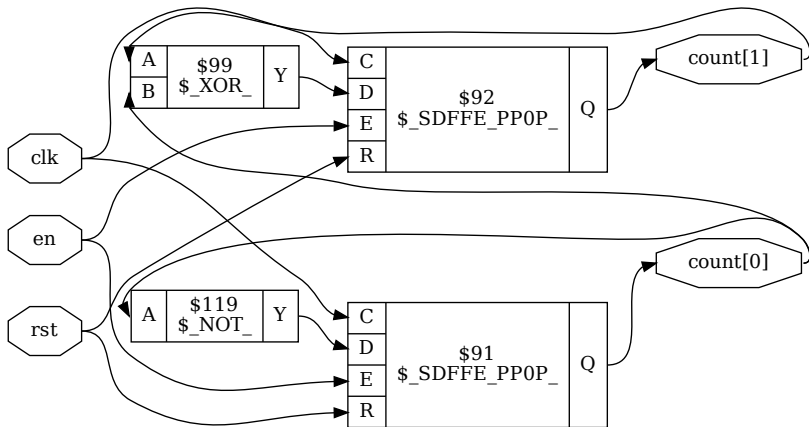 clk
en
rst
A
B
$99
$_XOR_
Y
A
$119
$_NOT_
Y
C
D
E
R
$92
$_SDFFE_PP0P_
Q
C
D
E
R
$91
$_SDFFE_PP0P_
Q
count[1]
count[0]